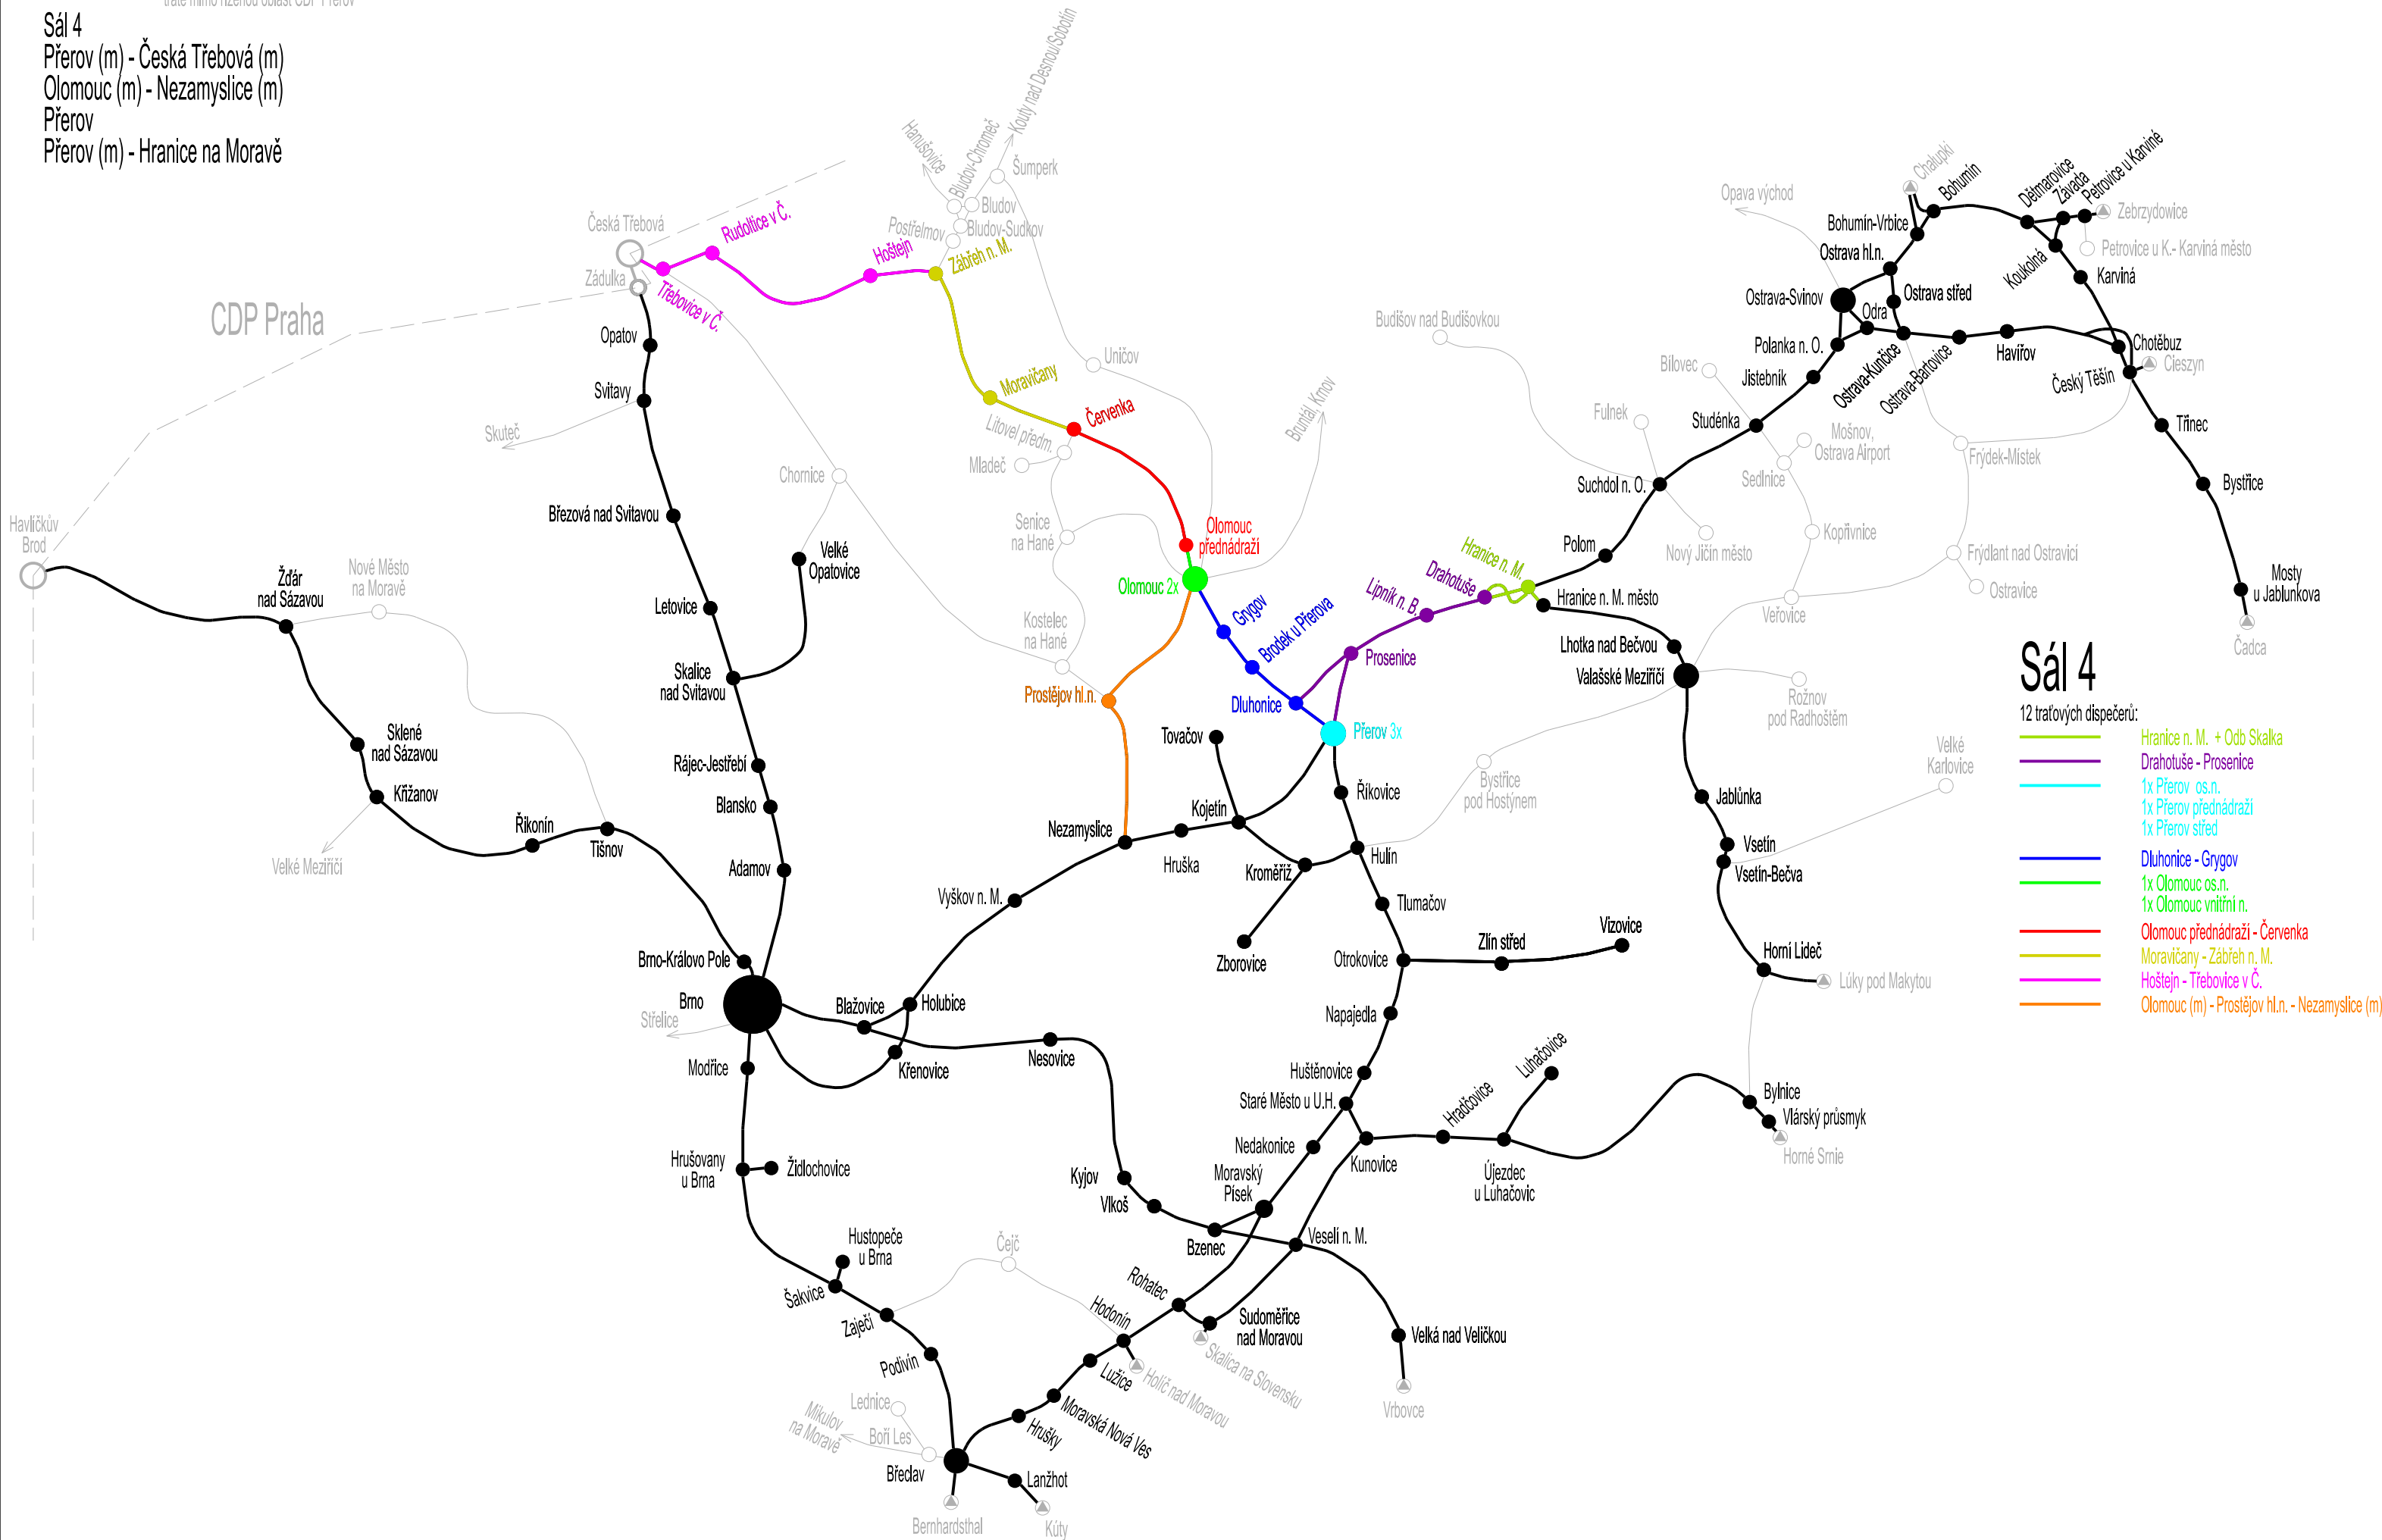 tratě mimo řízenou oblast CDP Přerov
Sál 4
Přerov (m) - Česká Třebová (m)
Olomouc (m) - Nezamyslice (m)
Přerov
Přerov (m) - Hranice na Moravě
Kouty nad Desnou/Sobotín
Hanušovice
Bludov-Chromeč
Šumperk
Bludov
Bludov-Sudkov
Postřelmov
Česká Třebová
Rudoltice v Č.
Hoštejn
Zábřeh n. M.
Zádulka
Třebovice v Č.
CDP Praha
Opatov
Svitavy
Skuteč
Moravičany
Červenka
Uničov
Litovel předm.
Mladeč
Bruntál, Krnov
Chornice
Březová nad Svitavou
Senice
na Hané
Olomouc
přednádraží
Velké
Opatovice
Olomouc 2x
Havlíčkův
Brod
Žďár
nad Sázavou
Nové Město
na Moravě
Letovice
Grygov
Brodek u Přerova
Kostelec
na Hané
Skalice
nad Svitavou
Prostějov hl.n.
Dluhonice
Prosenice
Lipník n. B.
Drahotuše
Hranice n. M.
Hranice n. M. město
Polom
Suchdol n. O.
Nový Jičín město
Fulnek
Budišov nad Budišovkou
Bílovec
Studénka
Jistebník
Polanka n. O.
Ostrava-Svinov
Odra
Opava východ
Ostrava hl.n.
Ostrava střed
Bohumín-Vrbice
Chałupki
Bohumín
Dětmarovice
Závada
Petrovice u Karviné
Zebrzydowice
Petrovice u K.- Karviná město
Koukolná
Karviná
Chotěbuz
Cieszyn
Český Těšín
Havířov
Ostrava-Bartovice
Ostrava-Kunčice
Třinec
Bystřice
Mosty
u Jablunkova
Čadca
Mošnov,
Ostrava Airport
Sedlnice
Kopřivnice
Frýdek-Místek
Frýdlant nad Ostravicí
Ostravice
Veřovice
Lhotka nad Bečvou
Valašské Meziříčí
Rožnov
pod Radhoštěm
Velké
Karlovice
Sklené
nad Sázavou
Křižanov
Velké Meziříčí
Řikonín
Tišnov
Rájec-Jestřebí
Blansko
Adamov
Tovačov
Přerov 3x
Říkovice
Bystřice
pod Hostýnem
Kojetín
Nezamyslice
Hruška
Kroměříž
Hulín
Jablůnka
Vsetín
Vsetín-Bečva
Vyškov n. M.
Tlumačov
Zborovice
Otrokovice
Zlín střed
Vizovice
Horní Lideč
Lúky pod Makytou
Brno-Královo Pole
Brno
Střelice
Blažovice
Holubice
Křenovice
Nesovice
Napajedla
Modřice
Huštěnovice
Staré Město u U.H.
Hradčovice
Luhačovice
Bylnice
Vlárský průsmyk
Horné Srnie
Nedakonice
Kunovice
Újezdec
u Luhačovic
Hrušovany
u Brna
Židlochovice
Kyjov
Vlkoš
Moravský
Písek
Bzenec
Veselí n. M.
Hustopeče
u Brna
Čejč
Šakvice
Zaječí
Rohatec
Hodonín
Sudoměřice
nad Moravou
Skalica na Slovensku
Velká nad Veličkou
Vrbovce
Podivín
Lužice
Holíč nad Moravou
Moravská Nová Ves
Hrušky
Lednice
Mikulov
na Moravě
Boří Les
Břeclav
Lanžhot
Bernhardsthal
Kúty
Sál 4
12 traťových dispečerů:
Hranice n. M. + Odb Skalka
Drahotuše - Prosenice
1x Přerov os.n.
1x Přerov přednádraží
1x Přerov střed
Dluhonice - Grygov
1x Olomouc os.n.
1x Olomouc vnitřní n.
Olomouc přednádraží - Červenka
Moravičany - Zábřeh n. M.
Hoštejn - Třebovice v Č.
Olomouc (m) - Prostějov hl.n. - Nezamyslice (m)